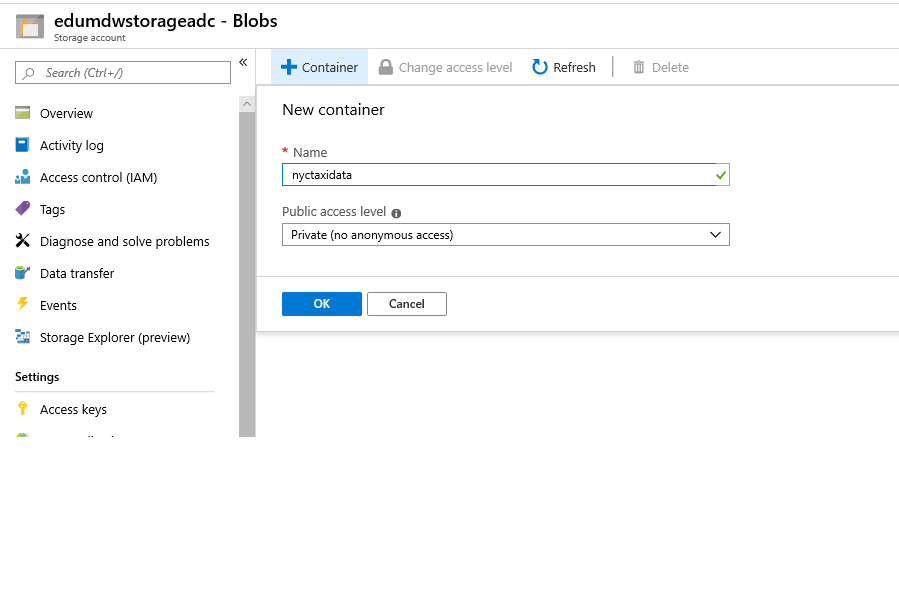 edumdwstorageadc - Blobs
Storage account
Search (Ctrl+/)
«
Overview
Activity log
Access control (IAM)
Tags
Diagnose and solve problems
Data transfer
Events
Storage Explorer (preview)
Settings
Access keys
Container
Change access level
Refresh
Delete
New container
* Name
nyctaxidata
Public access level
Private (no anonymous access)
OK
Cancel